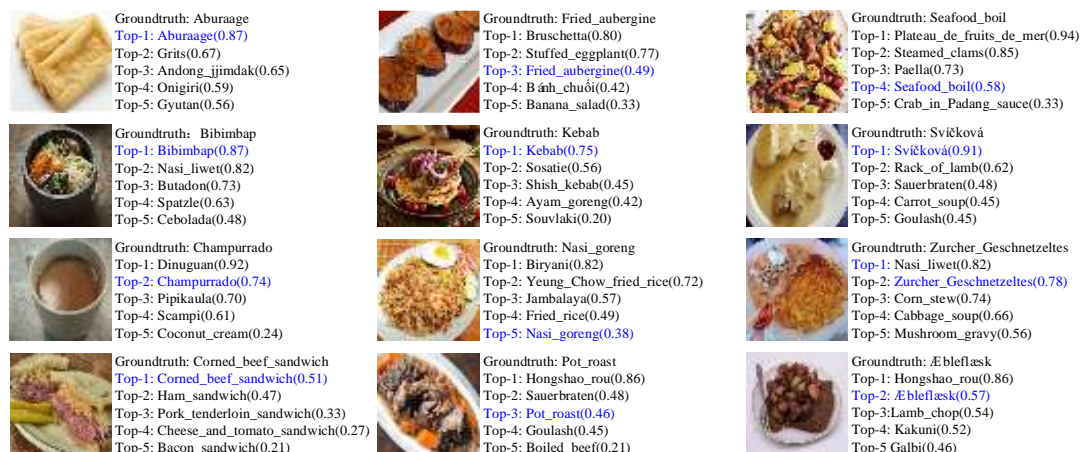 Groundtruth: Aburaage
Top-1: Aburaage(0.87)
Top-2: Grits(0.67)
Top-3: Andong_jjimdak(0.65)
Top-4: Onigiri(0.59)
Top-5: Gyutan(0.56)
Groundtruth: Fried_aubergine
Top-1: Bruschetta(0.80)
Top-2: Stuffed_eggplant(0.77)
Top-3: Fried_aubergine(0.49)
Top-4: Bánh_chuối(0.42)
Top-5: Banana_salad(0.33)
Groundtruth: Seafood_boil
Top-1: Plateau_de_fruits_de_mer(0.94)
Top-2: Steamed_clams(0.85)
Top-3: Paella(0.73)
Top-4: Seafood_boil(0.58)
Top-5: Crab_in_Padang_sauce(0.33)
Groundtruth: Bibimbap
Top-1: Bibimbap(0.87)
Top-2: Nasi_liwet(0.82)
Top-3: Butadon(0.73)
Top-4: Spatzle(0.63)
Top-5: Cebolada(0.48)
Groundtruth: Kebab
Top-1: Kebab(0.75)
Top-2: Sosatie(0.56)
Top-3: Shish_kebab(0.45)
Top-4: Ayam_goreng(0.42)
Top-5: Souvlaki(0.20)
Groundtruth: Svíčková
Top-1: Svíčková(0.91)
Top-2: Rack_of_lamb(0.62)
Top-3: Sauerbraten(0.48)
Top-4: Carrot_soup(0.45)
Top-5: Goulash(0.45)
Groundtruth: Champurrado
Top-1: Dinuguan(0.92)
Top-2: Champurrado(0.74)
Top-3: Pipikaula(0.70)
Top-4: Scampi(0.61)
Top-5: Coconut_cream(0.24)
Groundtruth: Nasi_goreng
Top-1: Biryani(0.82)
Top-2: Yeung_Chow_fried_rice(0.72)
Top-3: Jambalaya(0.57)
Top-4: Fried_rice(0.49)
Top-5: Nasi_goreng(0.38)
Groundtruth: Zurcher_Geschnetzeltes
Top-1: Nasi_liwet(0.82)
Top-2: Zurcher_Geschnetzeltes(0.78)
Top-3: Corn_stew(0.74)
Top-4: Cabbage_soup(0.66)
Top-5: Mushroom_gravy(0.56)
Groundtruth: Corned_beef_sandwich
Top-1: Corned_beef_sandwich(0.51)
Top-2: Ham_sandwich(0.47)
Top-3: Pork_tenderloin_sandwich(0.33)
Top-4: Cheese_and_tomato_sandwich(0.27)
Top-5: Bacon_sandwich(0.21)
Groundtruth: Pot_roast
Top-1: Hongshao_rou(0.86)
Top-2: Sauerbraten(0.48)
Top-3: Pot_roast(0.46)
Top-4: Goulash(0.45)
Top-5: Boiled_beef(0.21)
Groundtruth: Æbleflæsk
Top-1: Hongshao_rou(0.86)
Top-2: Æbleflæsk(0.57)
Top-3:Lamb_chop(0.54)
Top-4: Kakuni(0.52)
Top-5 Galbi(0.46)